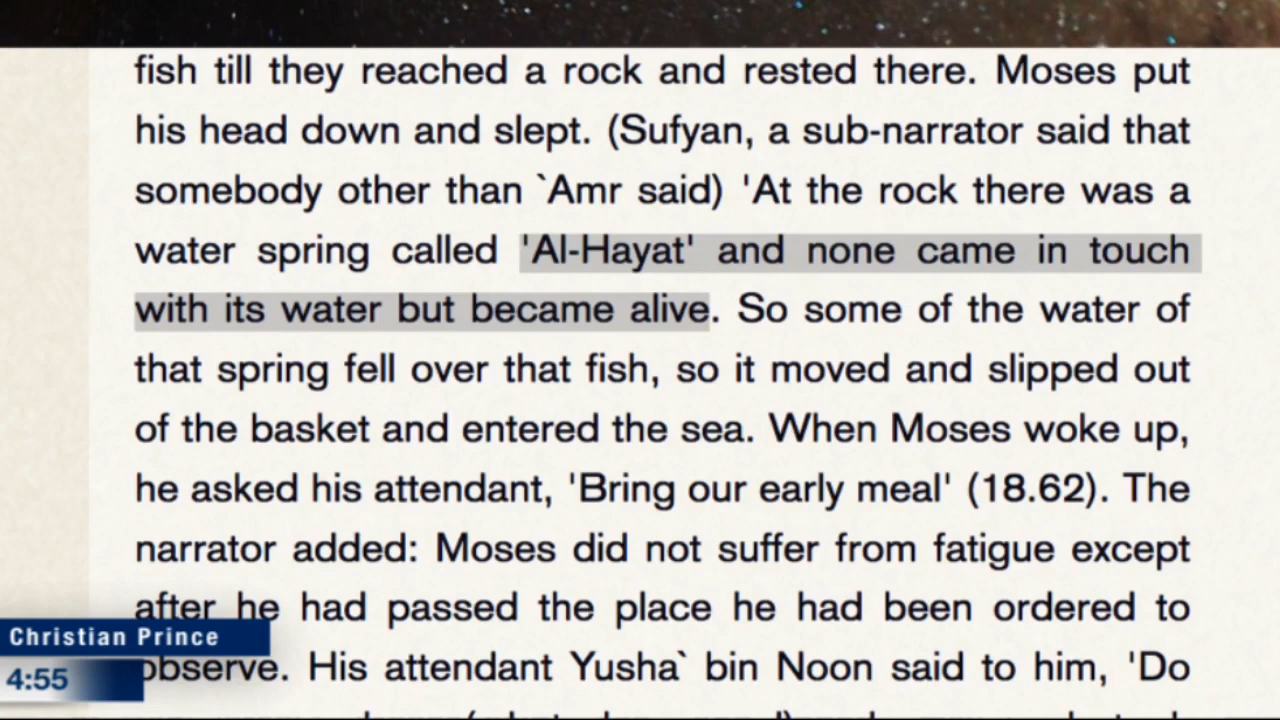 fish till they reached a rock and rested there. Moses put
his head down and slept. (Sufyan, a sub-narrator said that
somebody other than `Amr said) 'At the rock there was a
water spring called 'Al-Hayat' and none came in touch
with its water but became alive. So some of the water of
that spring fell over that fish, so it moved and slipped out
of the basket and entered the sea. When Moses woke up,
he asked his attendant, 'Bring our early meal' (18.62). The
narrator added: Moses did not suffer from fatigue except
after he had passed the place he had been ordered to
observe. His attendant Yusha` bin Noon said to him, 'Do
Christian Prince
4:55